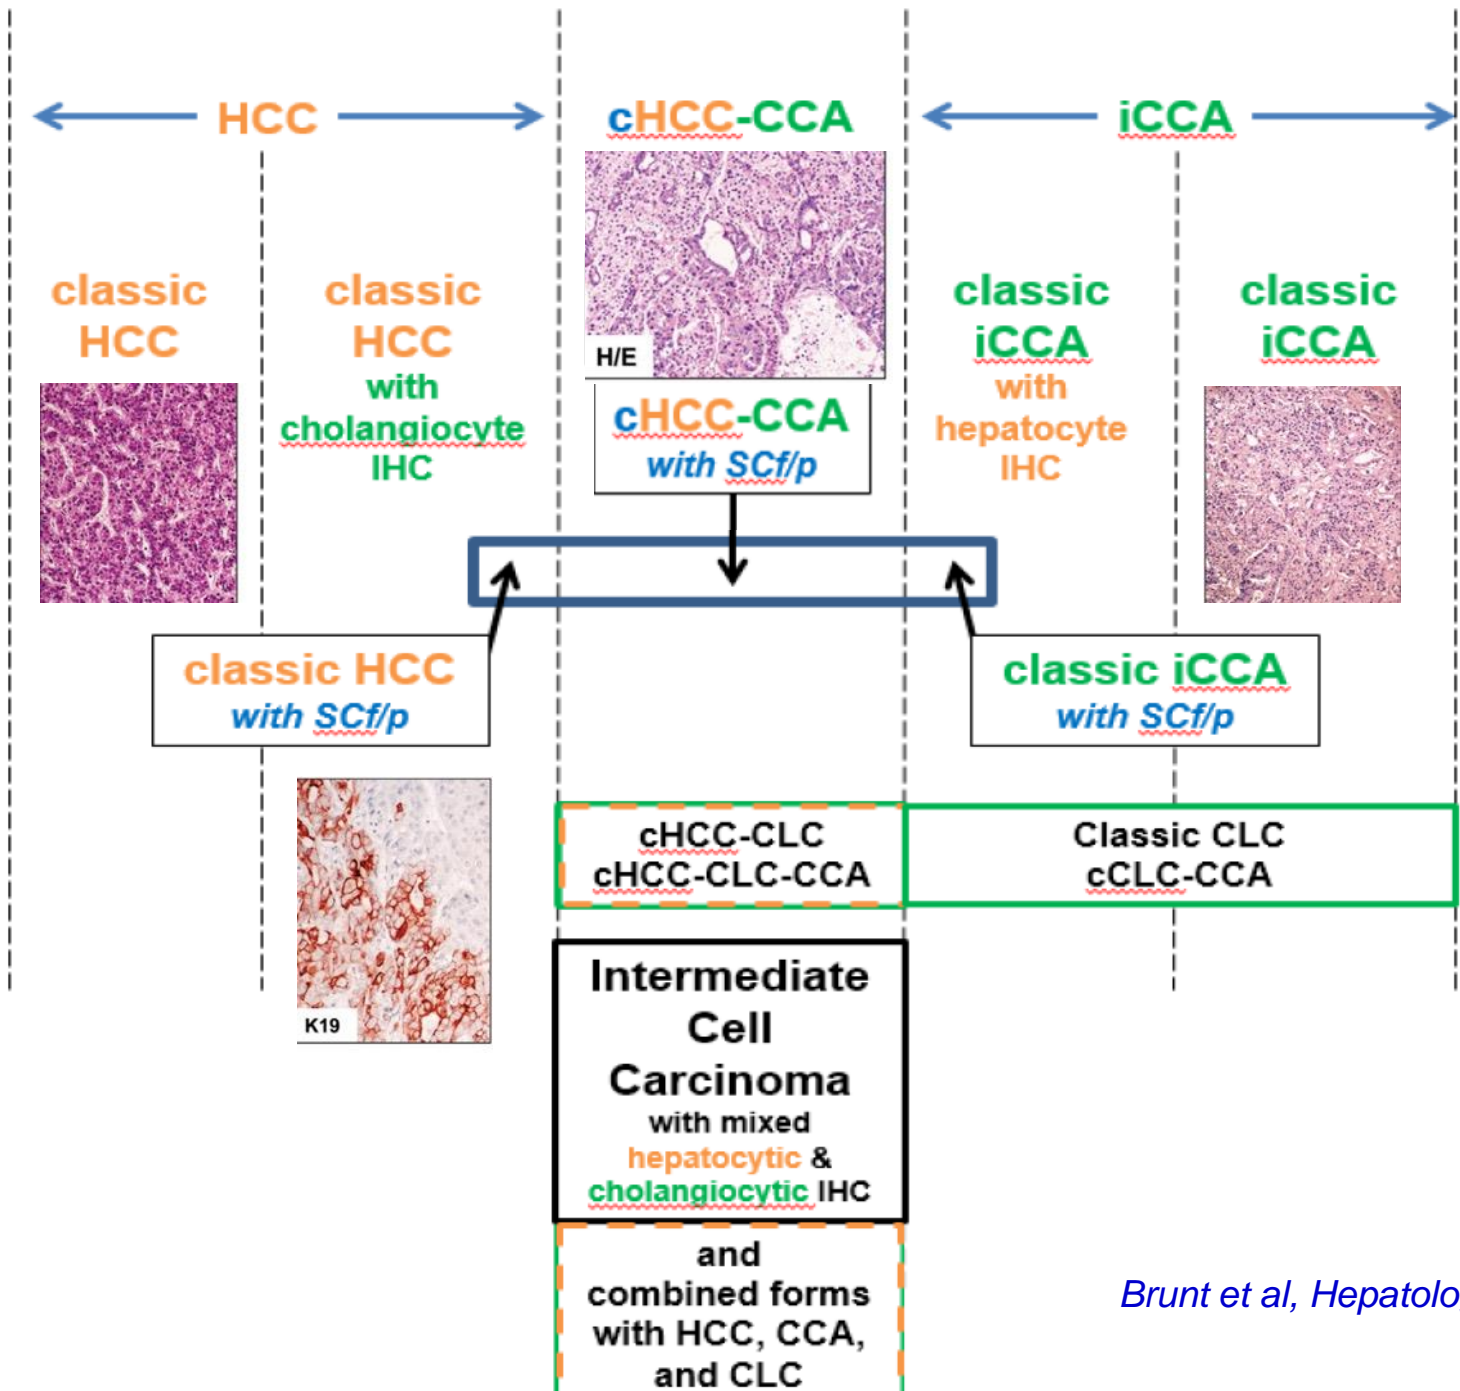 HCC
cHCC-CCA
iCCA
classic
HCC
classic
HCC
with
cholangiocyte
IHC
H/E
cHCC-CCA
with SCf/p
classic
iCCA
with
hepatocyte
IHC
classic
iCCA
classic HCC
with SCf/p
classic iCCA
with SCf/p
K19
cHCC-CLC
cHCC-CLC-CCA
Classic CLC
cCLC-CCA
Intermediate
Cell
Carcinoma
with mixed
hepatocytic &
cholangiocytic IHC
and
combined forms
with HCC, CCA,
and CLC
Brunt et al, Hepatolo